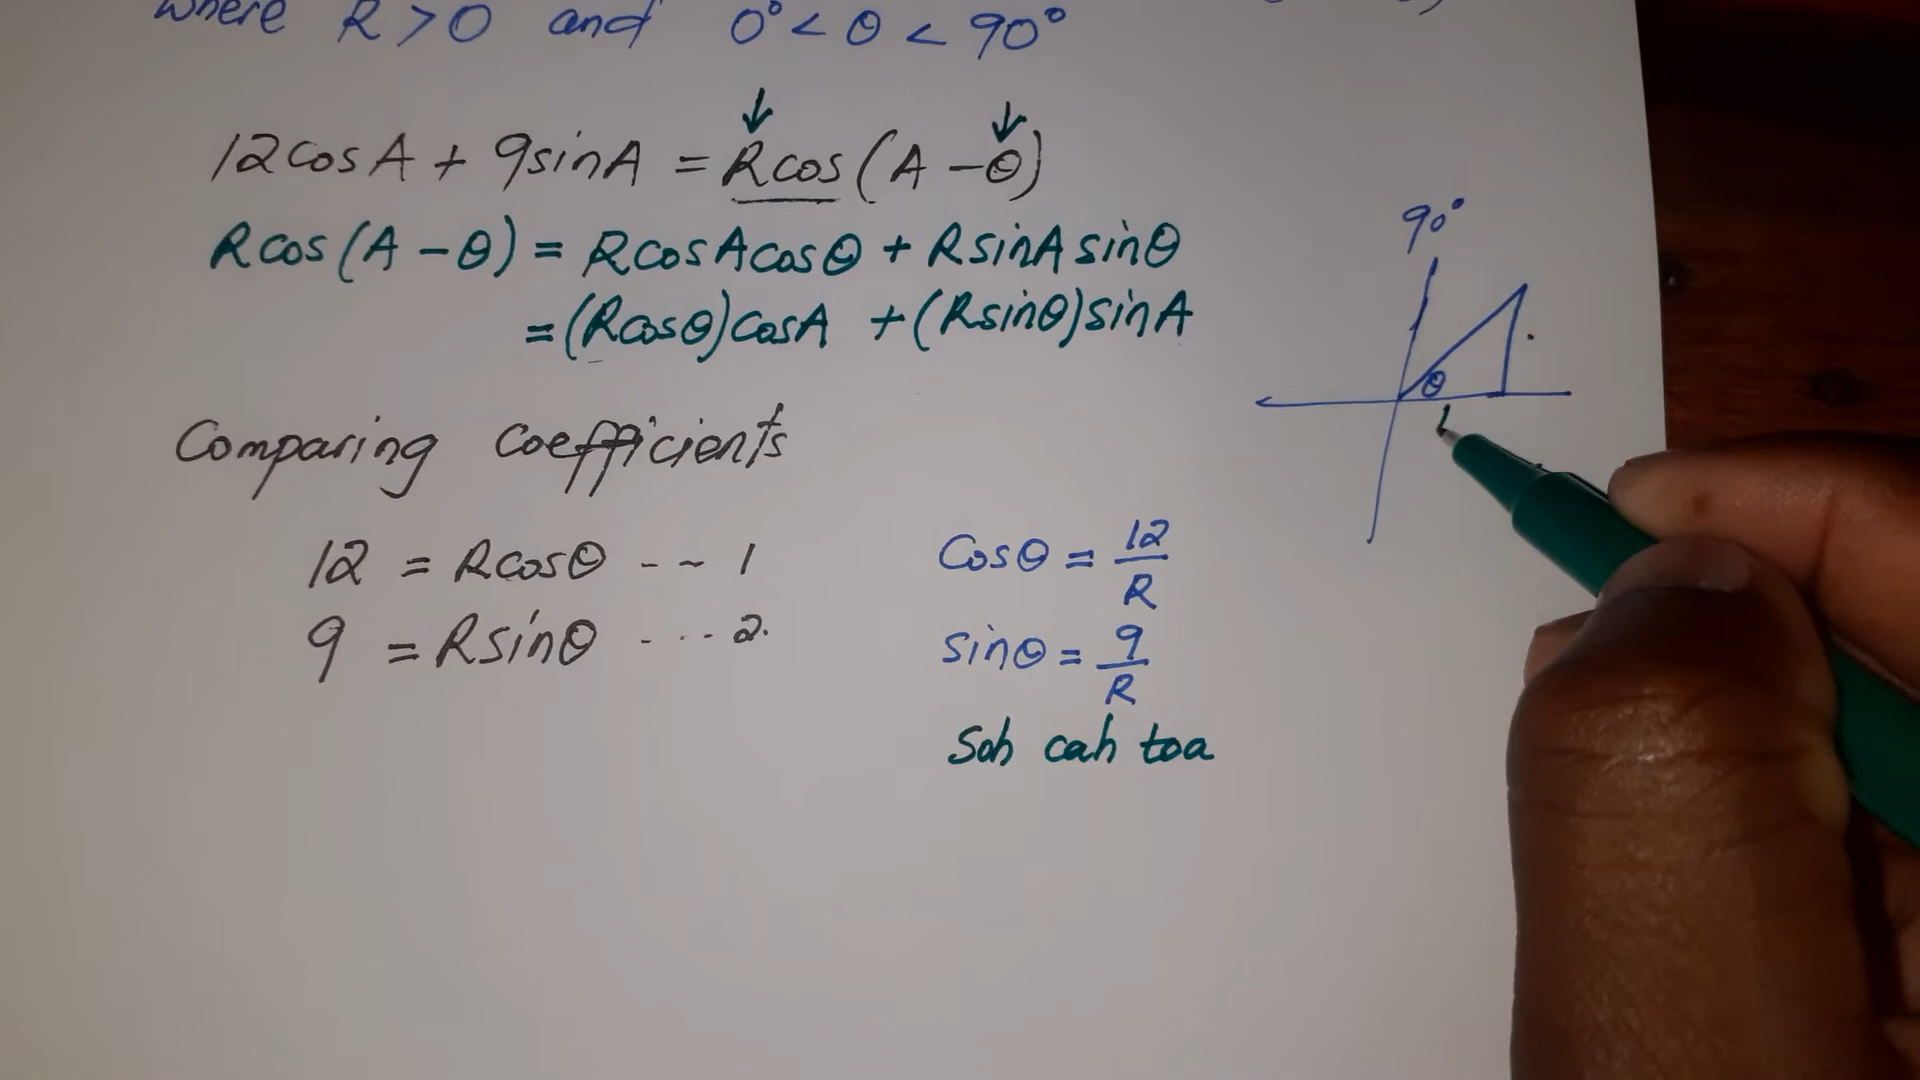 where R > 0 and 0° < θ < 90°
12cosA + 9sinA = Rcos(A - θ)
Rcos(A - θ) = RcosAcosθ + RsinAsinθ
= (Rcosθ)cosA + (Rsinθ)sinA
90°
θ
Comparing Coefficients
12 = Rcosθ -- 1
9 = Rsinθ --- 2.
Cosθ = 12/R
sinθ = 9/R
Soh cah toa